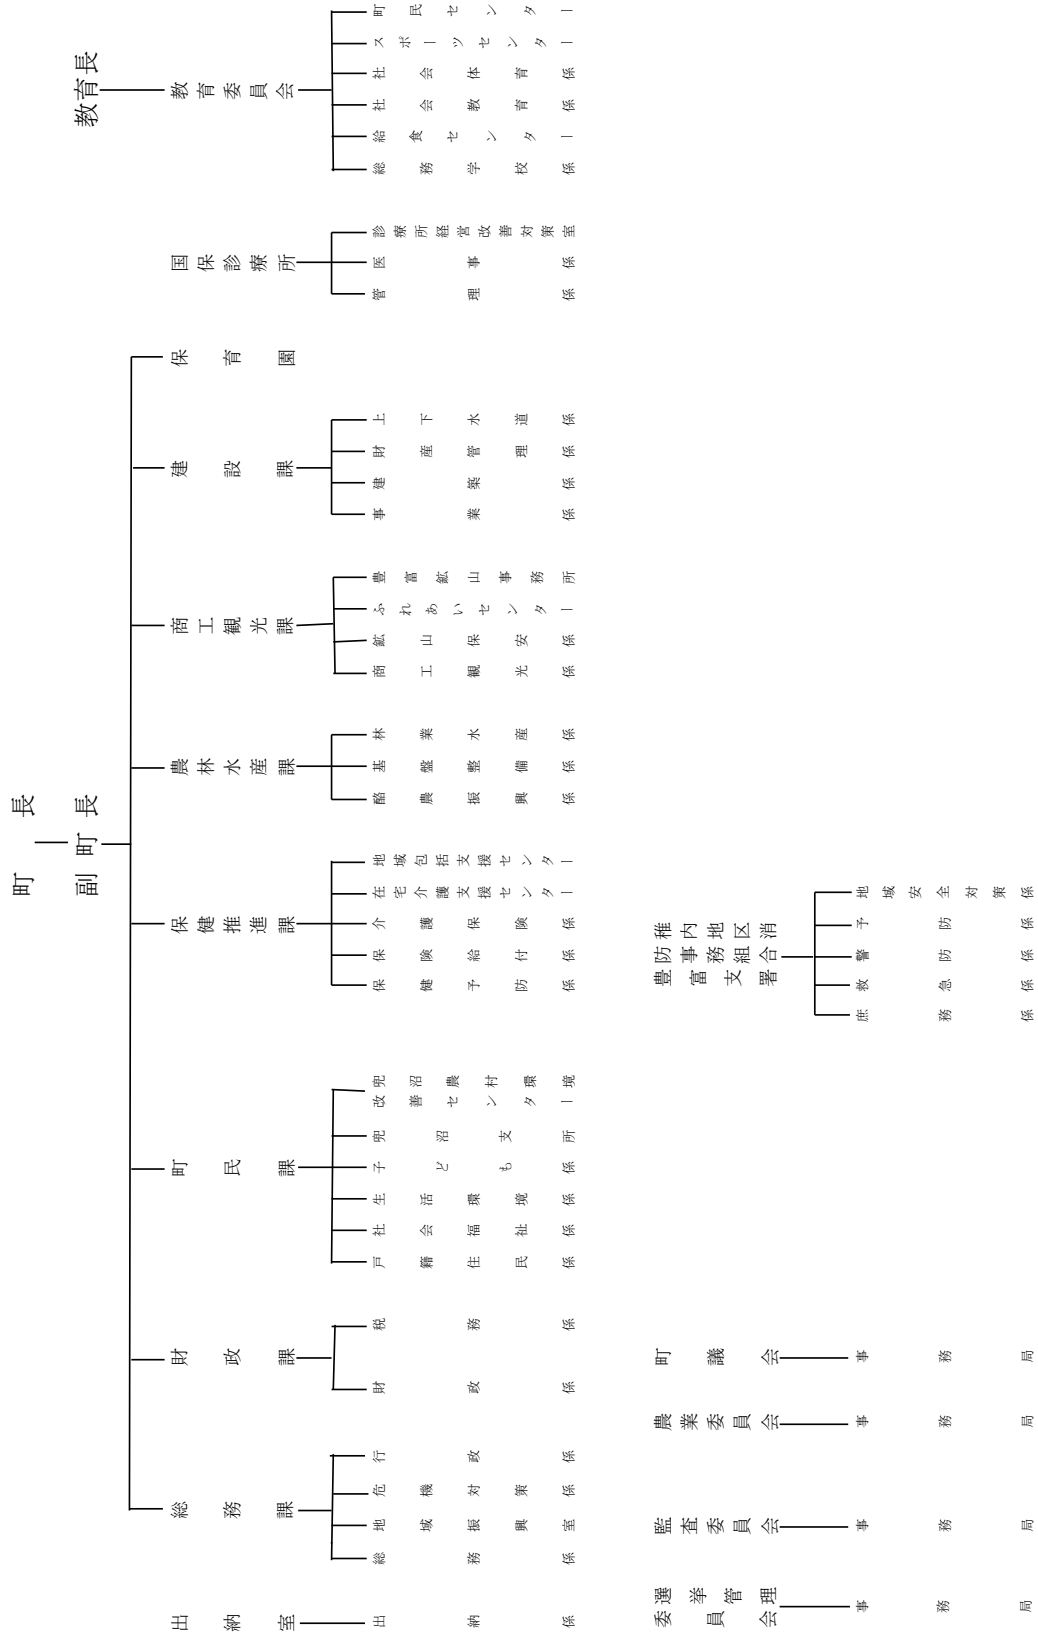 町長
副町長
教育長
出納室
出納係
総務課
総務係
地域振興室
危機対策係
行政係
財政課
財政係
税務係
町民課
戸籍住民係
社会福祉係
生活環境係
子ども係
兜沼支所
兜沼農村環境
改善センター
保健推進課
保健予防係
保険給付係
介護保険係
在宅介護支援センター
地域包括支援センター
農林水産課
酪農振興係
基盤整備係
林業水産係
商工観光課
商工観光係
鉱山保安係
ふれあいセンター
豊富鉱山事務所
建設課
事業係
建築係
財産管理係
上下水道係
保育園
国保診療所
管理係
医事係
診療所経営改善対策室
教育委員会
総務学校係
給食センター
社会教育係
社会体育係
スポーツセンター
町民センター
選挙管理
委員会
事務局
監査委員会
事務局
農業委員会
事務局
町議会
事務局
稚内地区消
防事務組合
豊富支署
庶務係
救急係
警防係
予防係
地域安全対策係